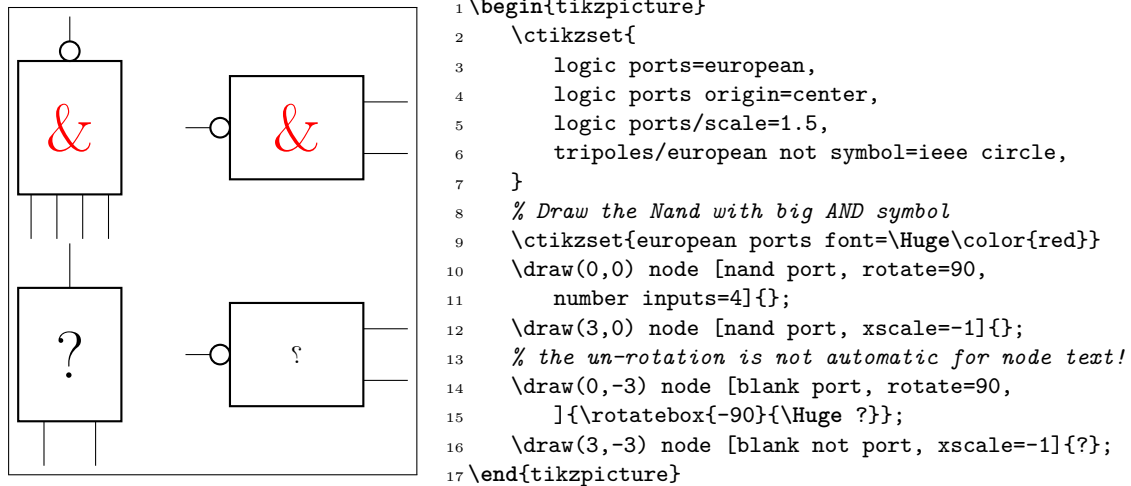 & &
? ?
1 \begin{tikzpicture}
2 \ctikzset{
3 logic ports=european,
4 logic ports origin=center,
5 logic ports/scale=1.5,
6 tripoles/european not symbol=ieee circle,
7 }
8 % Draw the Nand with big AND symbol
9 \ctikzset{european ports font=\Huge\color{red}}
10 \draw(0,0) node [nand port, rotate=90,
11 number inputs=4]{};
12 \draw(3,0) node [nand port, xscale=-1]{};
13 % the un-rotation is not automatic for node text!
14 \draw(0,-3) node [blank port, rotate=90,
15 ]{\rotatebox{-90}{\Huge ?}};
16 \draw(3,-3) node [blank not port, xscale=-1]{?};
17 \end{tikzpicture}